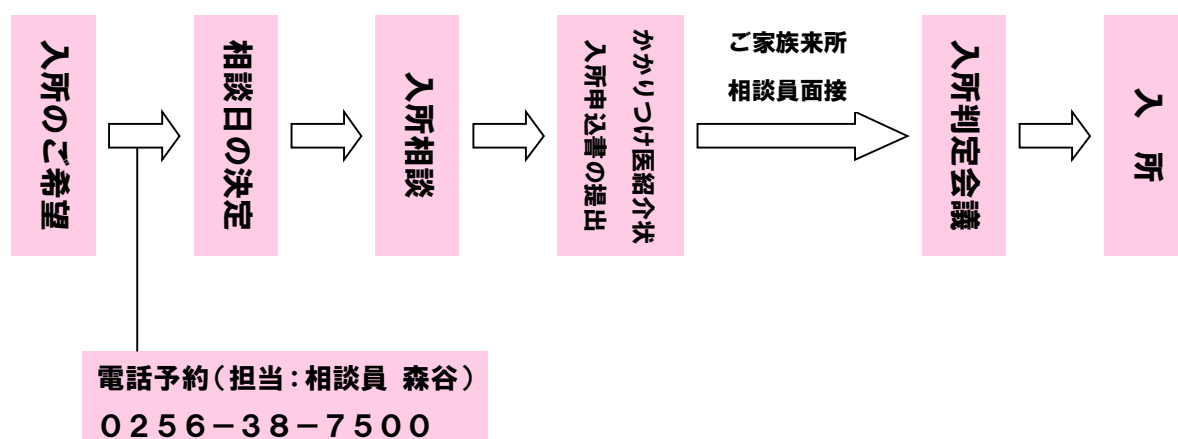 入所のご希望
相談日の決定
入所相談
かかりつけ医紹介状
入所申込書の提出
ご家族来所
相談員面接
入所判定会議
入 所
電話予約（担当：相談員 森谷）
０２５６－３８－７５００